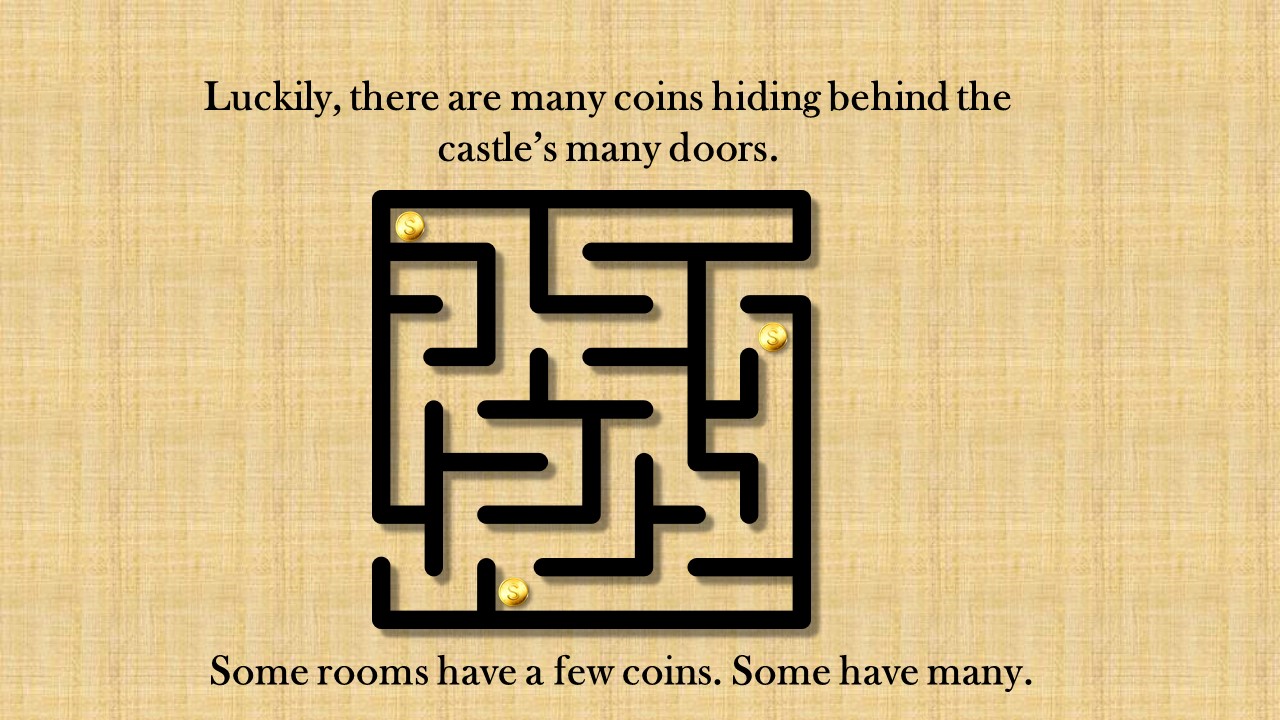 Luckily, there are many coins hiding behind the
castle’s many doors.
S
S
S
Some rooms have a few coins. Some have many.